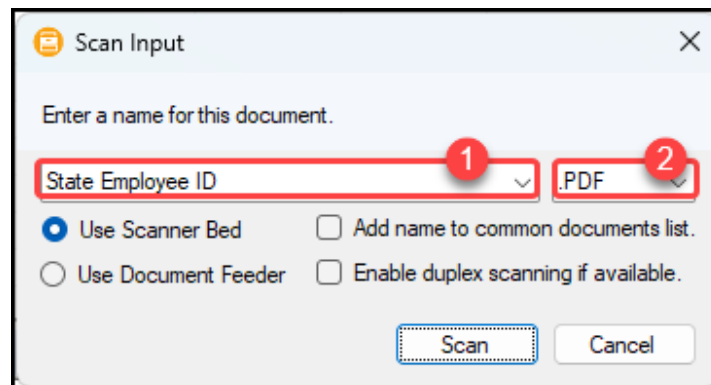 Scan Input
Enter a name for this document.
1
2
State Employee ID
.PDF
Use Scanner Bed
Add name to common documents list.
Use Document Feeder
Enable duplex scanning if available.
Scan
Cancel